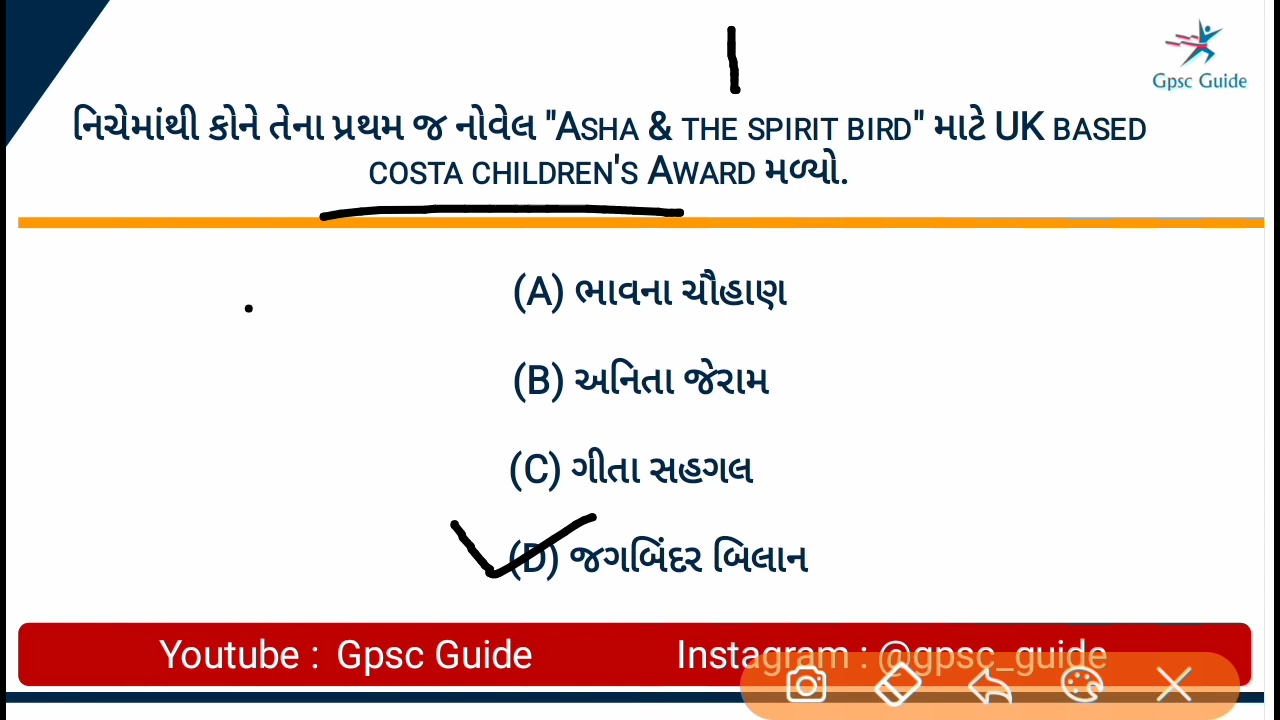 Gpsc Guide
નિચેમાંથી કોને તેના પ્રથમ જ નોવેલ "ASHA & THE SPIRIT BIRD" માટે UK BASED
COSTA CHILDREN'S AWARD મળ્યો.
(A) ભાવના ચૌહાણ
(B) અનિતા જેરામ
(C) ગીતા સહગલ
(D) જગબિંદર બિલાન
Youtube : Gpsc Guide Instagram : @gpsc_guide